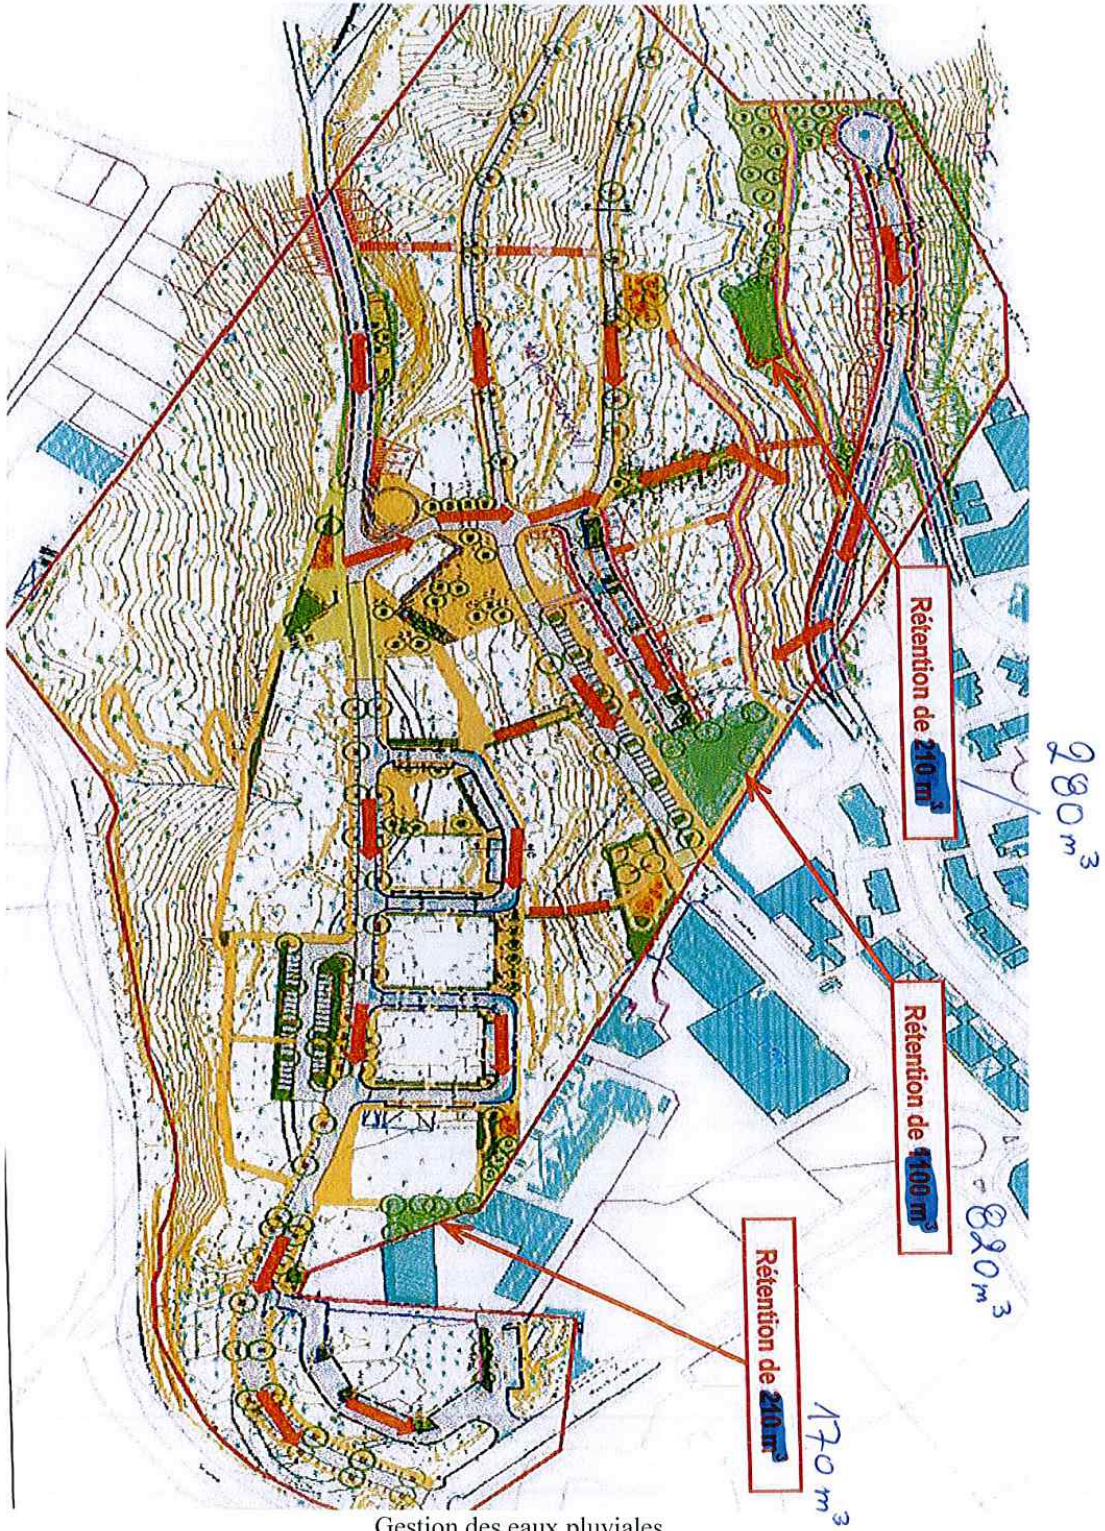 Rétention de 210 m³
280 m³
Rétention de 1100 m³
820 m³
Rétention de 210 m³
170 m³
Gestion des eaux pluviales